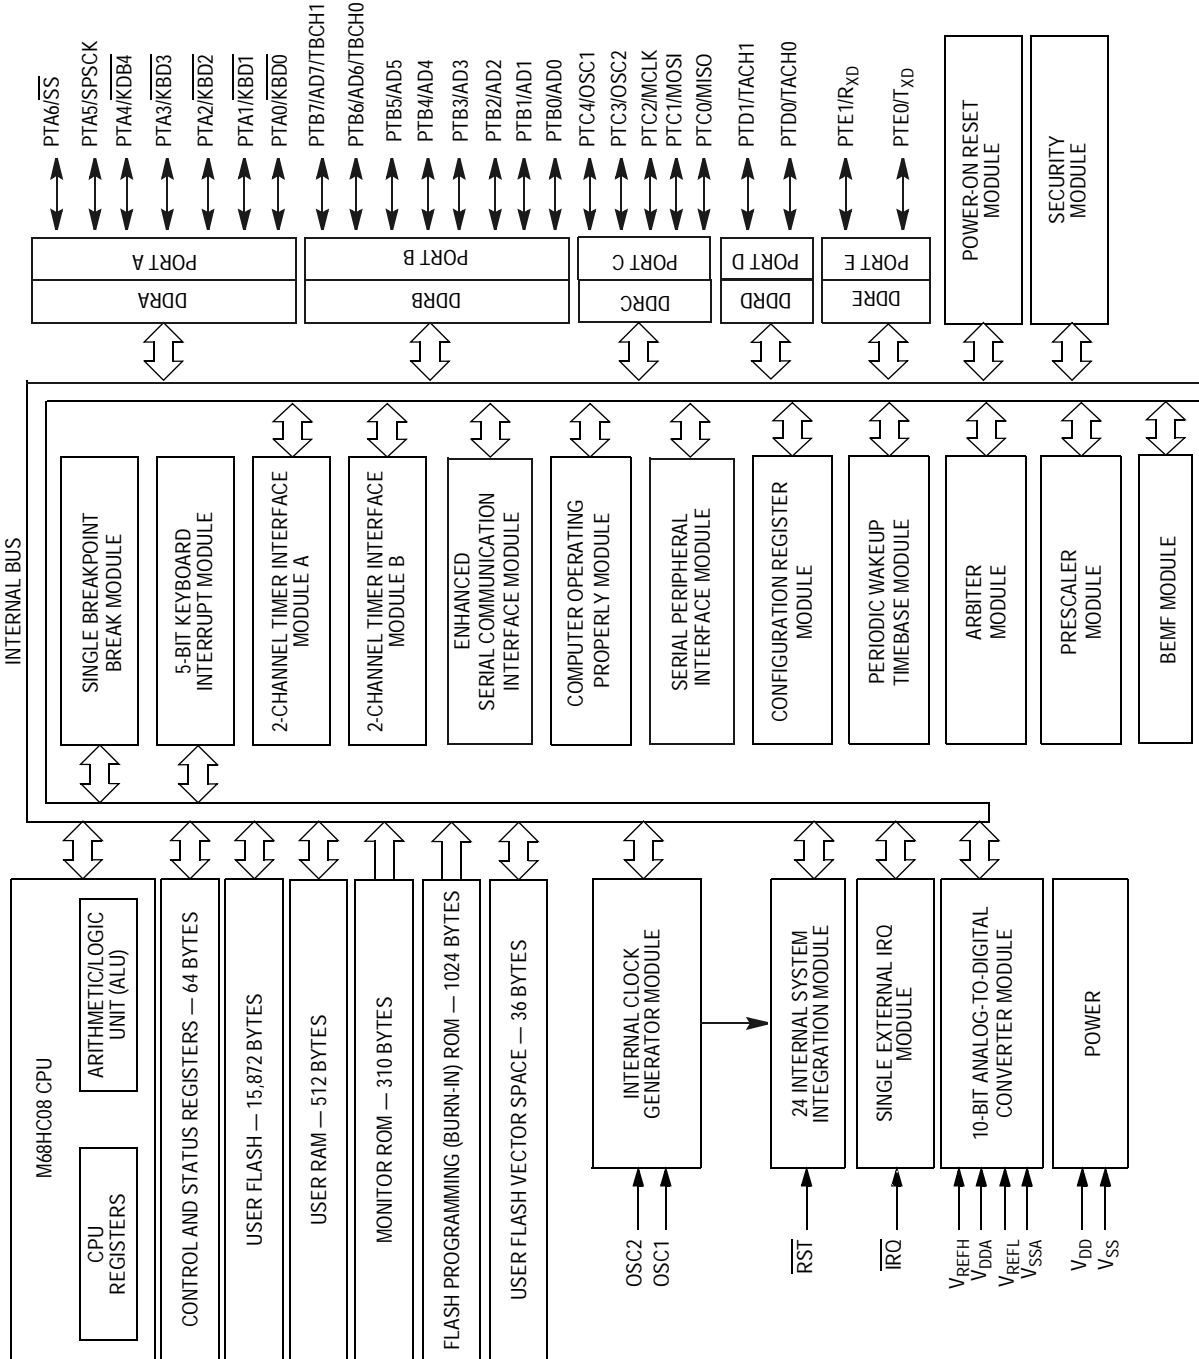 INTERNAL BUS
M68HC08 CPU
CPU
REGISTERS
ARITHMETIC/LOGIC
UNIT (ALU)
CONTROL AND STATUS REGISTERS — 64 BYTES
USER FLASH — 15,872 BYTES
USER RAM — 512 BYTES
MONITOR ROM — 310 BYTES
FLASH PROGRAMMING (BURN-IN) ROM — 1024 BYTES
USER FLASH VECTOR SPACE — 36 BYTES
OSC2
OSC1
INTERNAL CLOCK
GENERATOR MODULE
RST
24 INTERNAL SYSTEM
INTEGRATION MODULE
IRQ
SINGLE EXTERNAL IRQ
MODULE
VREFH
VDDA
VREFL
VSSA
10-BIT ANALOG-TO-DIGITAL
CONVERTER MODULE
VDD
VSS
POWER
SINGLE BREAKPOINT
BREAK MODULE
5-BIT KEYBOARD
INTERRUPT MODULE
2-CHANNEL TIMER INTERFACE
MODULE A
2-CHANNEL TIMER INTERFACE
MODULE B
ENHANCED
SERIAL COMMUNICATION
INTERFACE MODULE
COMPUTER OPERATING
PROPERLY MODULE
SERIAL PERIPHERAL
INTERFACE MODULE
CONFIGURATION REGISTER
MODULE
PERIODIC WAKEUP
TIMEBASE MODULE
ARBITER
MODULE
PRESCALER
MODULE
BEMF MODULE
DDRA
PORT A
PTA6/SS
PTA5/SPSCK
PTA4/KDB4
PTA3/KBD3
PTA2/KBD2
PTA1/KBD1
PTA0/KBD0
DDRB
PORT B
PTB7/AD7/TBCH1
PTB6/AD6/TBCH0
PTB5/AD5
PTB4/AD4
PTB3/AD3
PTB2/AD2
PTB1/AD1
PTB0/AD0
DDRC
PORT C
PTC4/OSC1
PTC3/OSC2
PTC2/MCLK
PTC1/MOSI
PTC0/MISO
DDRD
PORT D
PTD1/TACH1
PTD0/TACH0
DDRE
PORT E
PTE1/RXD
PTE0/TXD
POWER-ON RESET
MODULE
SECURITY
MODULE